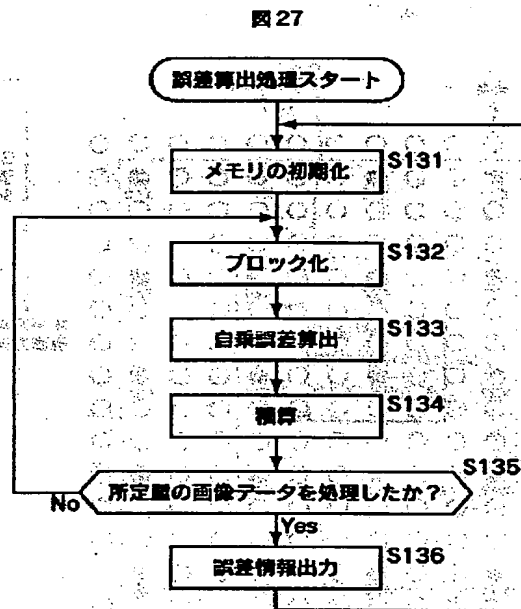 図27
誤差算出処理スタート
メモリの初期化
S131
ブロック化
S132
自乗誤差算出
S133
積算
S134
所定量の画像データを処理したか?
S135
No
Yes
誤差情報出力
S136